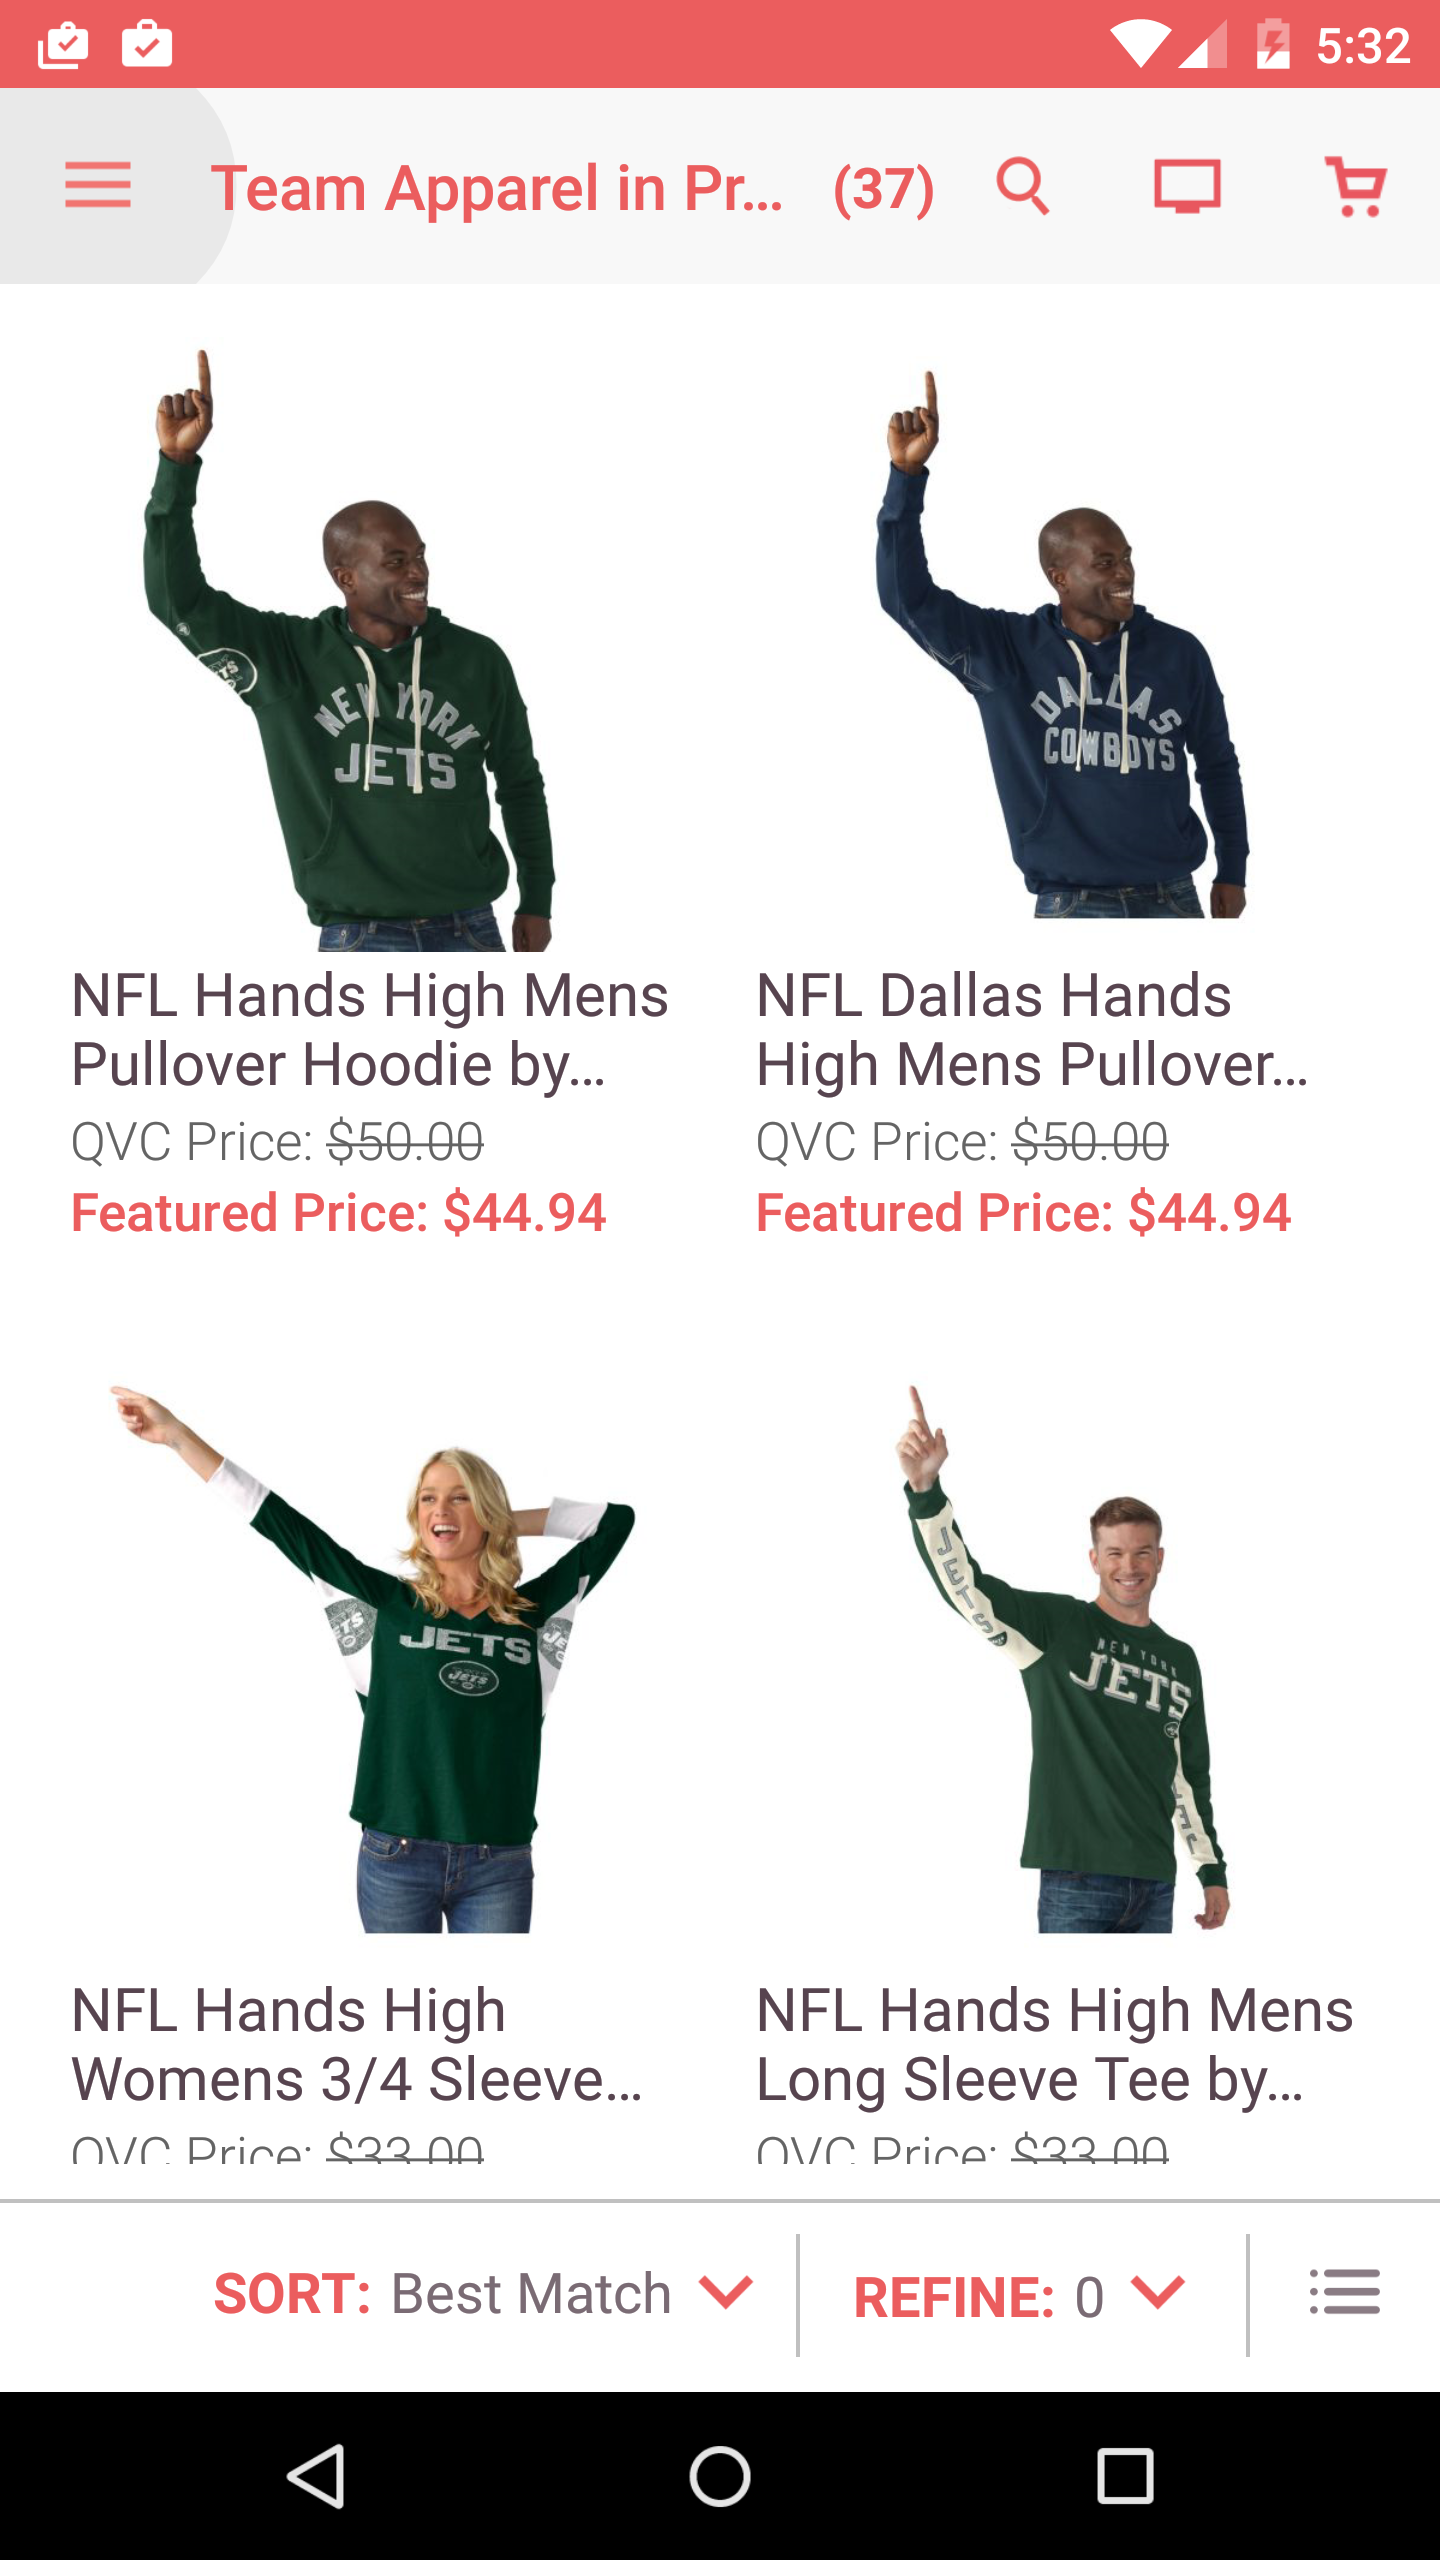 5:32
Team Apparel in Pr... (37)
NEW YORK
JETS
DALLAS
COWBOYS
NFL Hands High Mens
Pullover Hoodie by...
QVC Price: $50.00
Featured Price: $44.94
NFL Dallas Hands
High Mens Pullover...
QVC Price: $50.00
Featured Price: $44.94
JETS
JETS
JETS
NEW YORK
JETS
NFL Hands High
Womens 3/4 Sleeve...
QVC Price: $33.00
NFL Hands High Mens
Long Sleeve Tee by...
QVC Price: $33.00
SORT: Best Match
REFINE: 0